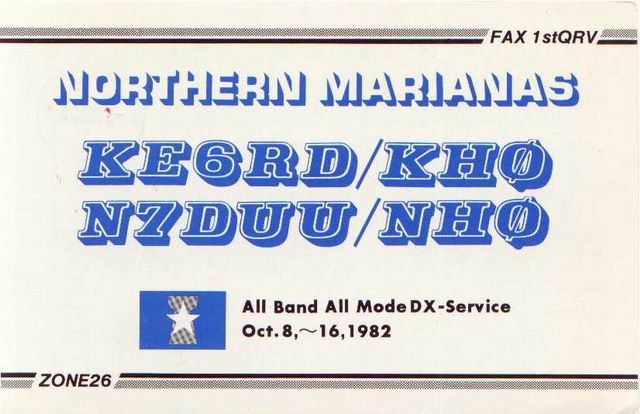 FAX 1stQRV
NORTHERN MARIANAS
KE6RD/KHØ
N7DUU/NHØ
All Band All Mode DX-Service
Oct.8,~16,1982
ZONE26